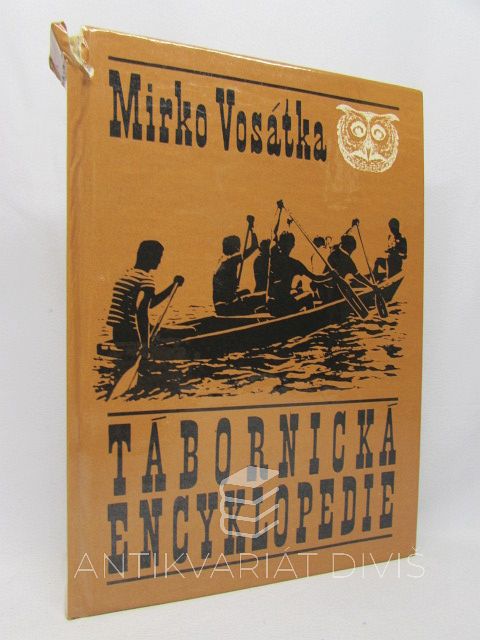 Mirko Vosátka
TÁBORNICKÁ
ENCYKLOPEDIE
ANTIKVARIÁT DIVIŠ